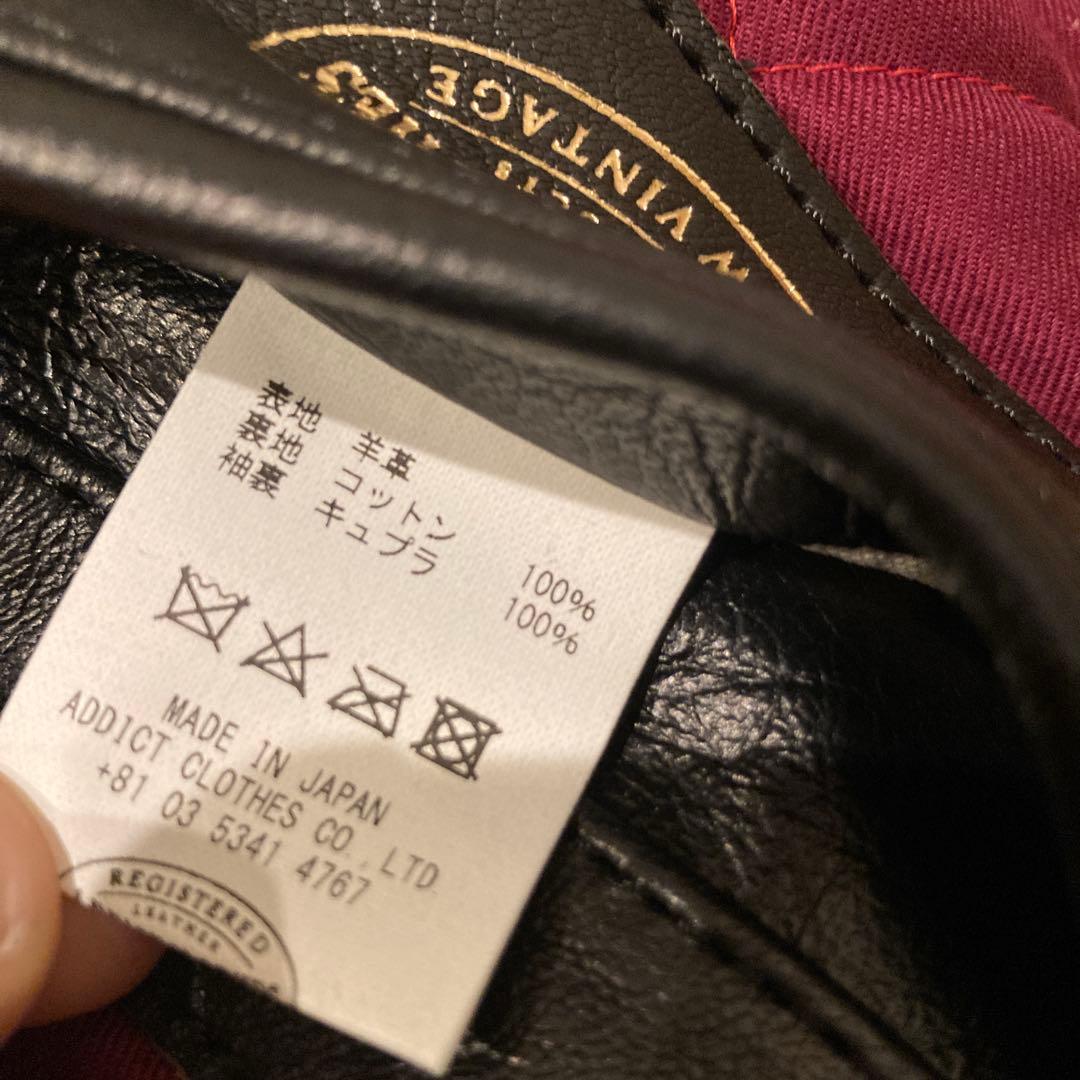 W VINTAGE
表地 羊革
裏地 コットン 100%
袖裏 キュプラ 100%
MADE IN JAPAN
ADDICT CLOTHES CO.,LTD.
+81 03 5341 4767
REGISTERED
LEATHER